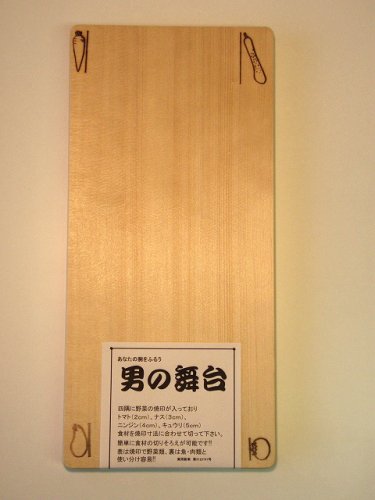 あなたの腕をふるう
男の舞台
四隅に野菜の焼印が入っており
トマト(2cm)、ナス(3cm)、
ニンジン(4cm)、キュウリ(5cm)
食材を焼印寸法に合わせて切って下さい。
簡単に食材の切りそろえが可能です!!
表は焼印で野菜類、裏は魚・肉類と
使い分け容易!!